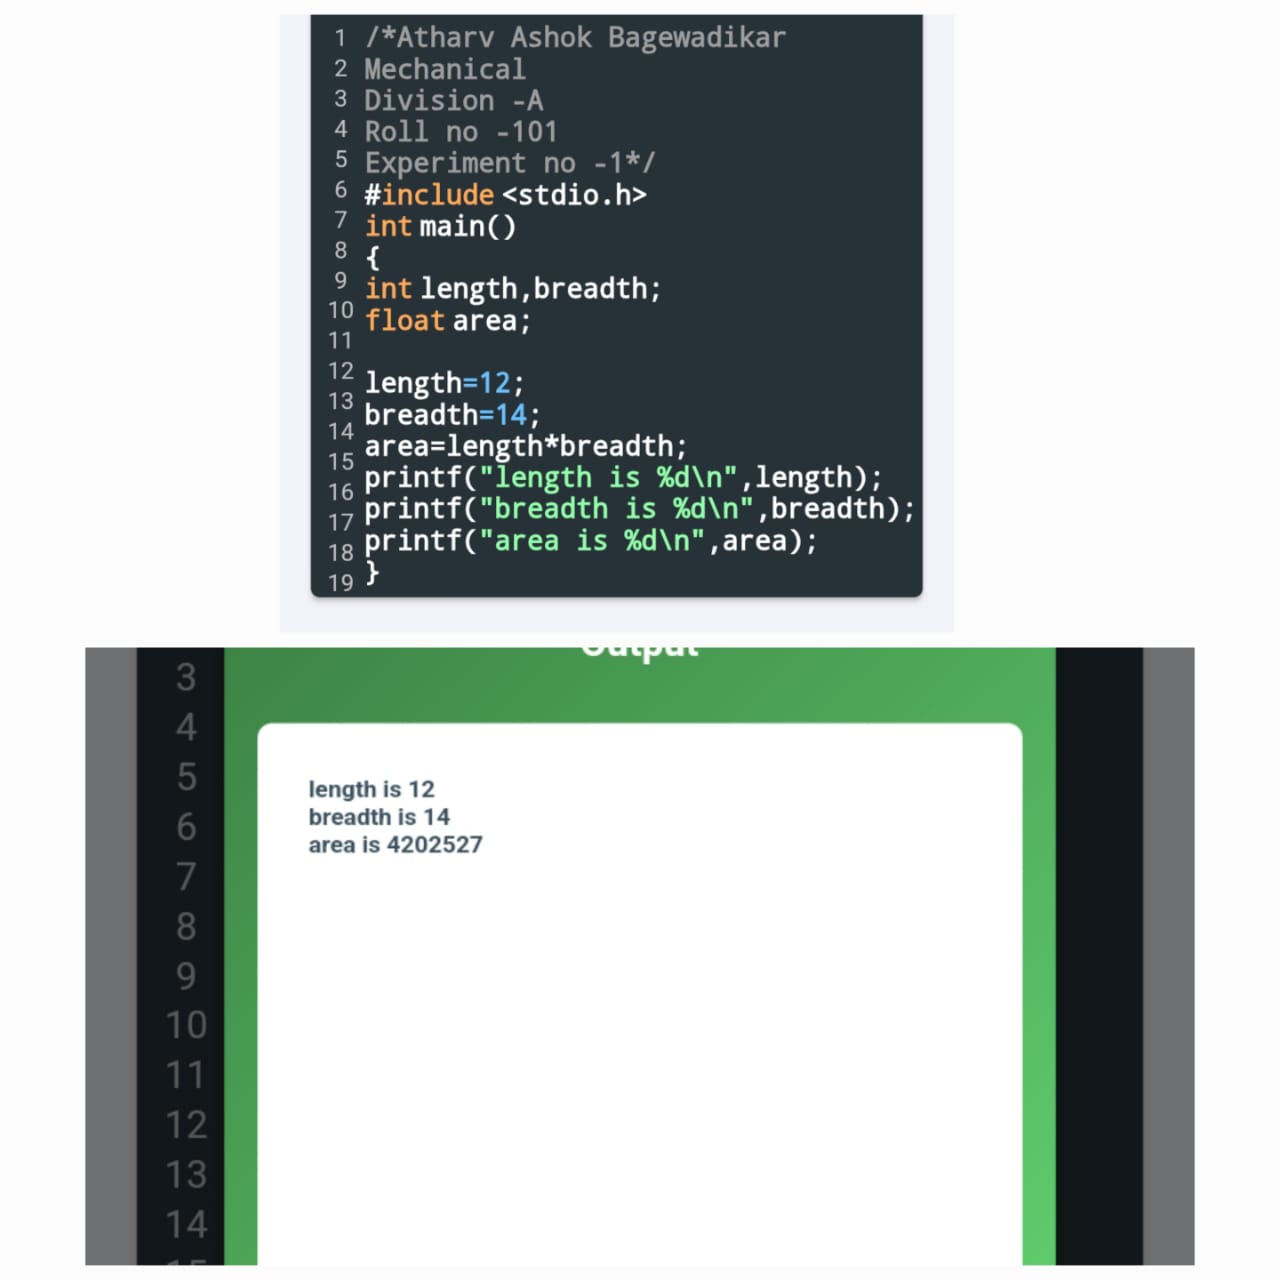 1 /*Atharv Ashok Bagewadikar
2 Mechanical
3 Division -A
4 Roll no -101
5 Experiment no -1*/
6 #include <stdio.h>
7 int main()
8 {
9 int length,breadth;
10 float area;
11
12 length=12;
13 breadth=14;
14 area=length*breadth;
15 printf("length is %d\n",length);
16 printf("breadth is %d\n",breadth);
17 printf("area is %d\n",area);
18 }
19
Output
3
4
length is 12
5
breadth is 14
6
area is 4202527
7
8
9
10
11
12
13
14